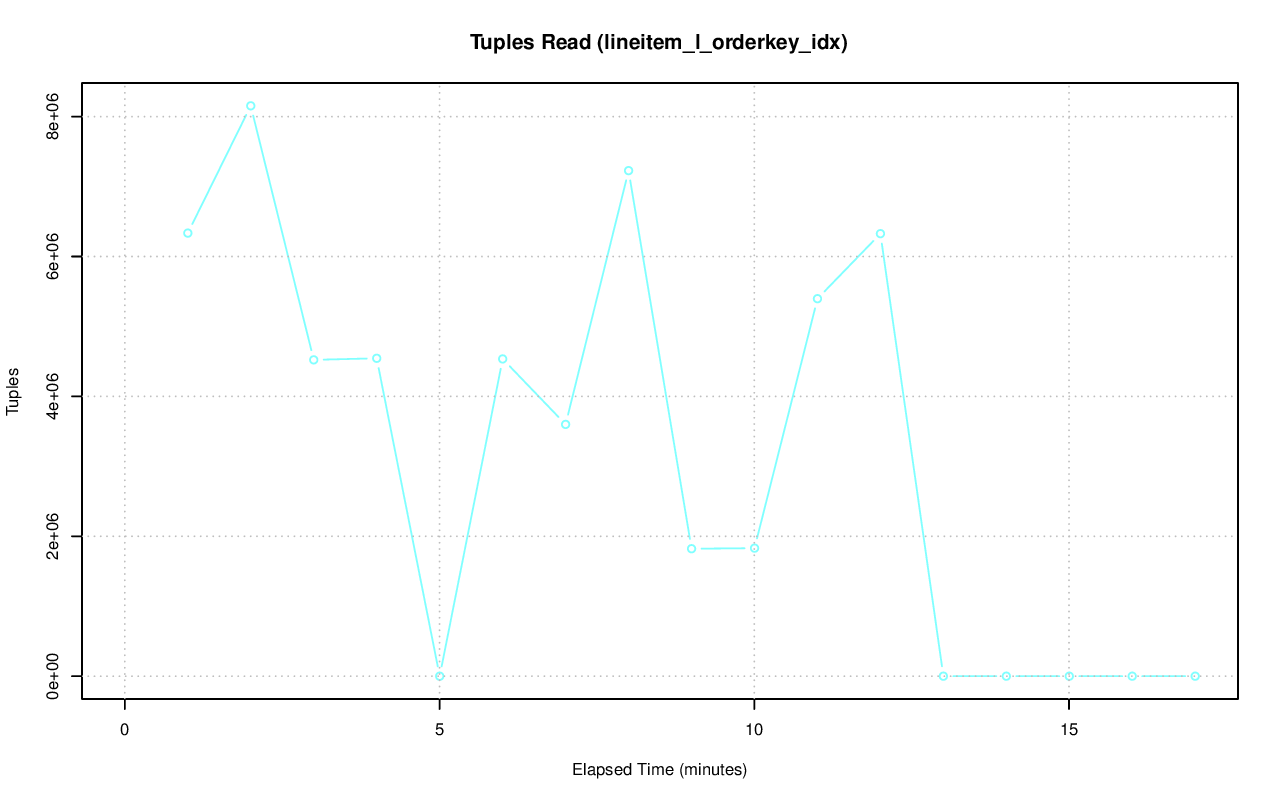 Tuples Read (lineitem_l_orderkey_idx)
8e+06
6e+06
4e+06
2e+06
0e+00
Tuples
0 5 10 15
Elapsed Time (minutes)